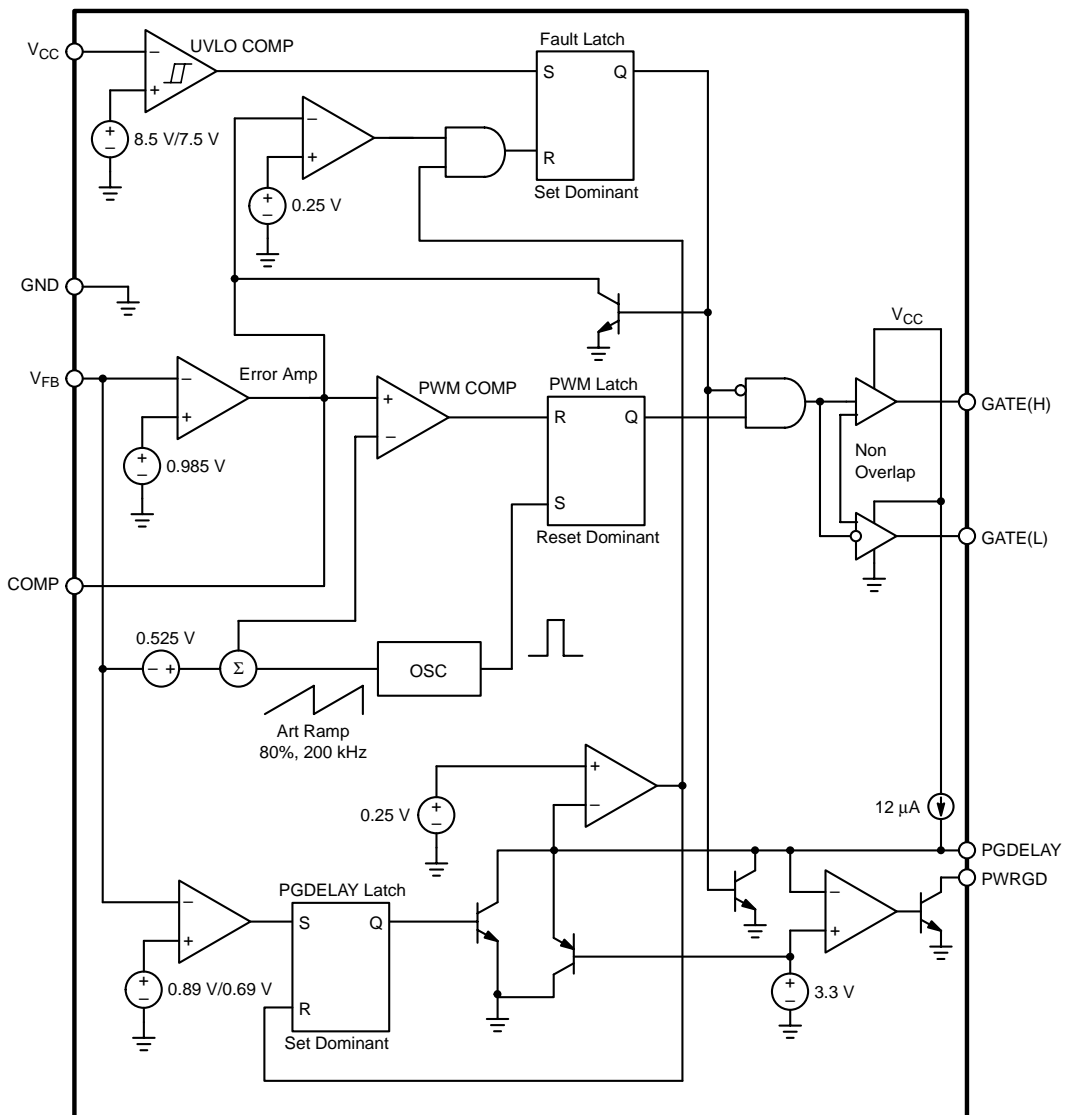 V_CC
UVLO COMP
−
+
8.5 V/7.5 V
+
−
Fault Latch
S
Q
R
Set Dominant
−
+
+
−
0.25 V
GND
V_FB
−
+
Error Amp
+
−
0.985 V
PWM COMP
+
−
PWM Latch
R
Q
S
Reset Dominant
V_CC
GATE(H)
Non
Overlap
GATE(L)
COMP
0.525 V
− +
Σ
OSC
Art Ramp
80%, 200 kHz
+
−
0.25 V
+
−
12 μA
PGDELAY
PWRGD
−
+
+
−
0.89 V/0.69 V
PGDELAY Latch
S
Q
R
Set Dominant
−
+
+
−
3.3 V